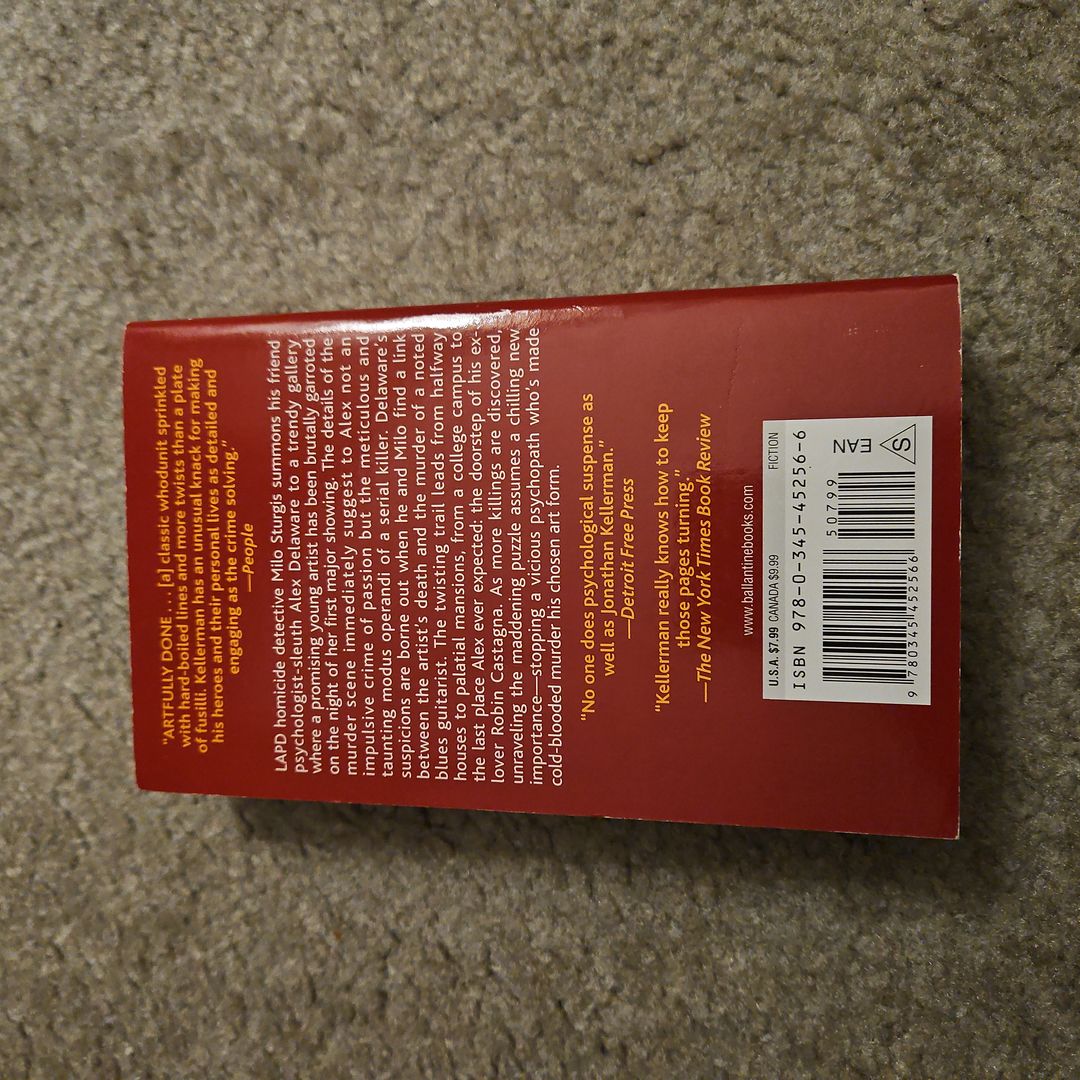 "ARTFULLY DONE . . . [a] classic whodunit sprinkled
with hard-boiled lines and more twists than a plate
of fusilli. Kellerman has an unusual knack for making
his heroes and their personal lives as detailed and
engaging as the crime solving."
—People
LAPD homicide detective Milo Sturgis summons his friend
psychologist-sleuth Alex Delaware to a trendy gallery
where a promising young artist has been brutally garroted
on the night of her first major showing. The details of the
murder scene immediately suggest to Alex not an
impulsive crime of passion but the meticulous and
taunting modus operandi of a serial killer. Delaware's
suspicions are borne out when he and Milo find a link
between the artist's death and the murder of a noted
blues guitarist. The twisting trail leads from halfway
houses to palatial mansions, from a college campus to
the last place Alex ever expected: the doorstep of his ex-
lover Robin Castagna. As more killings are discovered,
unraveling the maddening puzzle assumes a chilling new
importance—stopping a vicious psychopath who's made
cold-blooded murder his chosen art form.
"No one does psychological suspense as
well as Jonathan Kellerman."
—Detroit Free Press
"Kellerman really knows how to keep
those pages turning."
—The New York Times Book Review
www.ballantinebooks.com
U.S.A. $7.99 CANADA $9.99 FICTION
ISBN 978-0-345-45256-6
50799
9 780345 452566
S
EAN